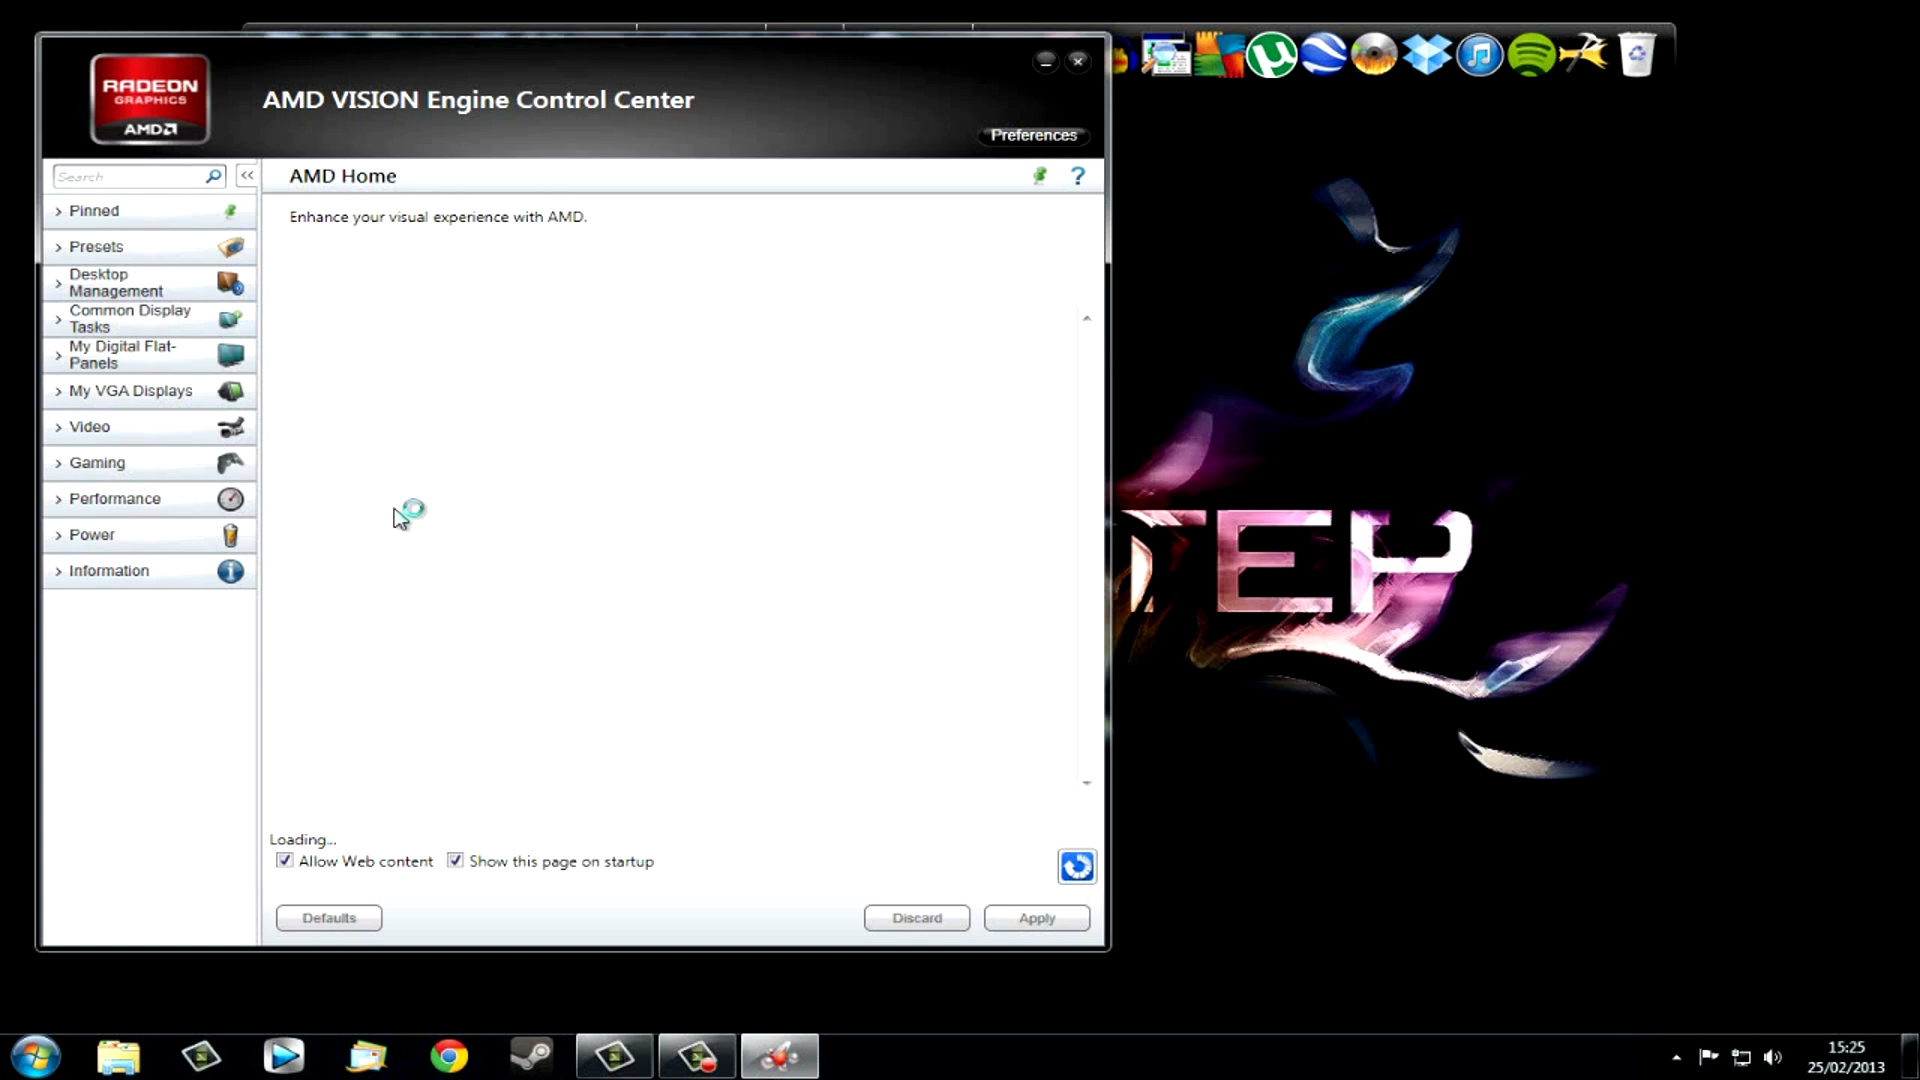 RADEON
GRAPHICS
AMD
AMD VISION Engine Control Center
Preferences
Search
<<
AMD Home
?
Enhance your visual experience with AMD.
Pinned
Presets
Desktop
Management
Common Display
Tasks
My Digital Flat-
Panels
My VGA Displays
Video
Gaming
Performance
Power
Information
TEP
Loading...
Allow Web content
Show this page on startup
Defaults
Discard
Apply
15:25
25/02/2013